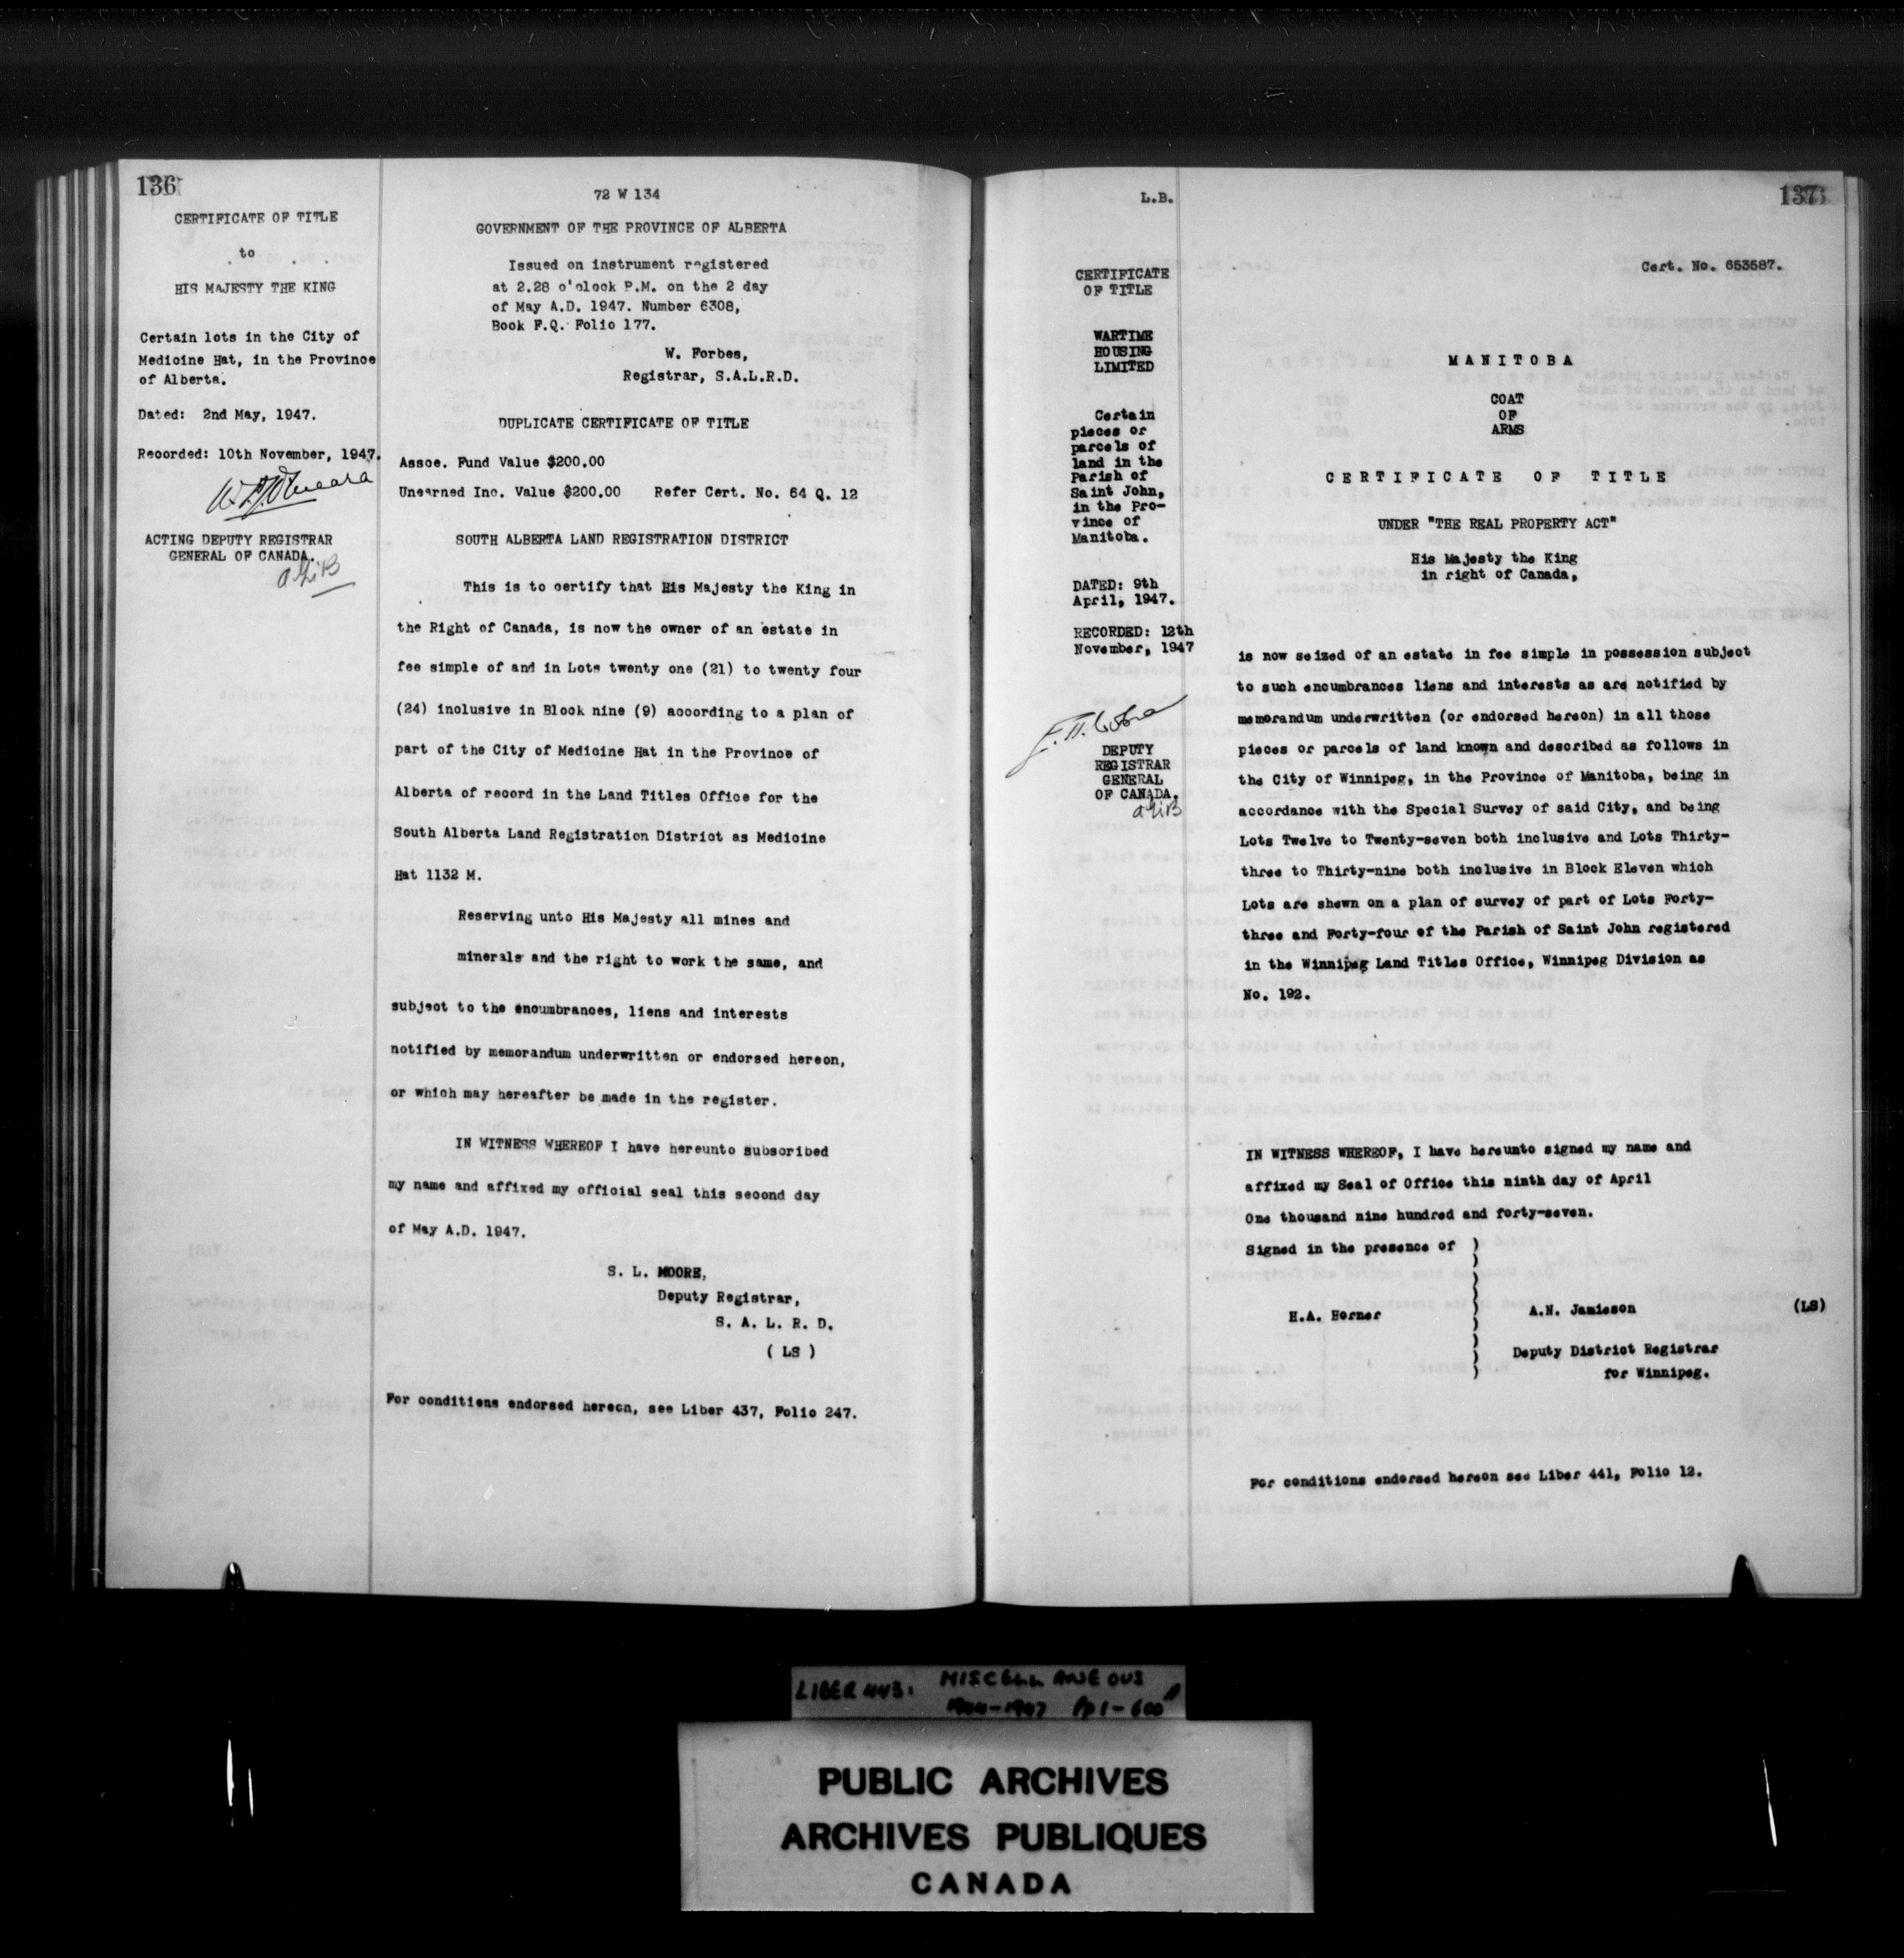 136
CERTIFICATE OF TITLE
to
HIS MAJESTY THE KING
Certain lots in the City of
Medicine Hat, in the Province
of Alberta.
Dated: 2nd May, 1947.
Recorded: 10th November, 1947.
ACTING DEPUTY REGISTRAR
GENERAL OF CANADA.
72 W 134
GOVERNMENT OF THE PROVINCE OF ALBERTA
Issued on instrument registered
at 2.28 o'clock P.M. on the 2 day
of May A.D. 1947. Number 6308,
Book F.Q. Folio 177.
W. Forbes,
Registrar, S.A.L.R.D.
DUPLICATE CERTIFICATE OF TITLE
Assce. Fund Value $200.00
Unearned Inc. Value $200.00 Refer Cert. No. 64 Q. 12
SOUTH ALBERTA LAND REGISTRATION DISTRICT
This is to certify that His Majesty the King in
the Right of Canada, is now the owner of an estate in
fee simple of and in Lots twenty one (21) to twenty four
(24) inclusive in Block nine (9) according to a plan of
part of the City of Medicine Hat in the Province of
Alberta of record in the Land Titles Office for the
South Alberta Land Registration District as Medicine
Hat 1132 M.
Reserving unto His Majesty all mines and
minerals and the right to work the same, and
subject to the encumbrances, liens and interests
notified by memorandum underwritten or endorsed hereon,
or which may hereafter be made in the register.
IN WITNESS WHEREOF I have hereunto subscribed
my name and affixed my official seal this second day
of May A.D. 1947.
S. L. MOORE,
Deputy Registrar,
S. A. L. R. D.
( LS )
For conditions endorsed hereon, see Liber 437, Folio 247.
L.B.
137
CERTIFICATE
OF TITLE
WARTIME
HOUSING
LIMITED
Certain
pieces or
parcels of
land in the
Parish of
Saint John,
in the Pro-
vince of
Manitoba.
DATED: 9th
April, 1947.
RECORDED: 12th
November, 1947
DEPUTY
REGISTRAR
GENERAL
OF CANADA.
Cert. No. 653587.
MANITOBA
COAT
OF
ARMS
CERTIFICATE OF TITLE
UNDER "THE REAL PROPERTY ACT"
His Majesty the King
in right of Canada,
is now seized of an estate in fee simple in possession subject
to such encumbrances liens and interests as are notified by
memorandum underwritten (or endorsed hereon) in all those
pieces or parcels of land known and described as follows in
the City of Winnipeg, in the Province of Manitoba, being in
accordance with the Special Survey of said City, and being
Lots Twelve to Twenty-seven both inclusive and Lots Thirty-
three to Thirty-nine both inclusive in Block Eleven which
Lots are shewn on a plan of survey of part of Lots Forty-
three and Forty-four of the Parish of Saint John registered
in the Winnipeg Land Titles Office, Winnipeg Division as
No. 192.
IN WITNESS WHEREOF, I have hereunto signed my name and
affixed my Seal of Office this ninth day of April
One thousand nine hundred and forty-seven.
Signed in the presence of )
H.A. Horner A.N. Jamieson (LS)
Deputy District Registrar
for Winnipeg.
For conditions endorsed hereon see Liber 441, Folio 12.
LIBER 443: MISCELLANEOUS
1944-1947 Pp 1-600
PUBLIC ARCHIVES
ARCHIVES PUBLIQUES
CANADA